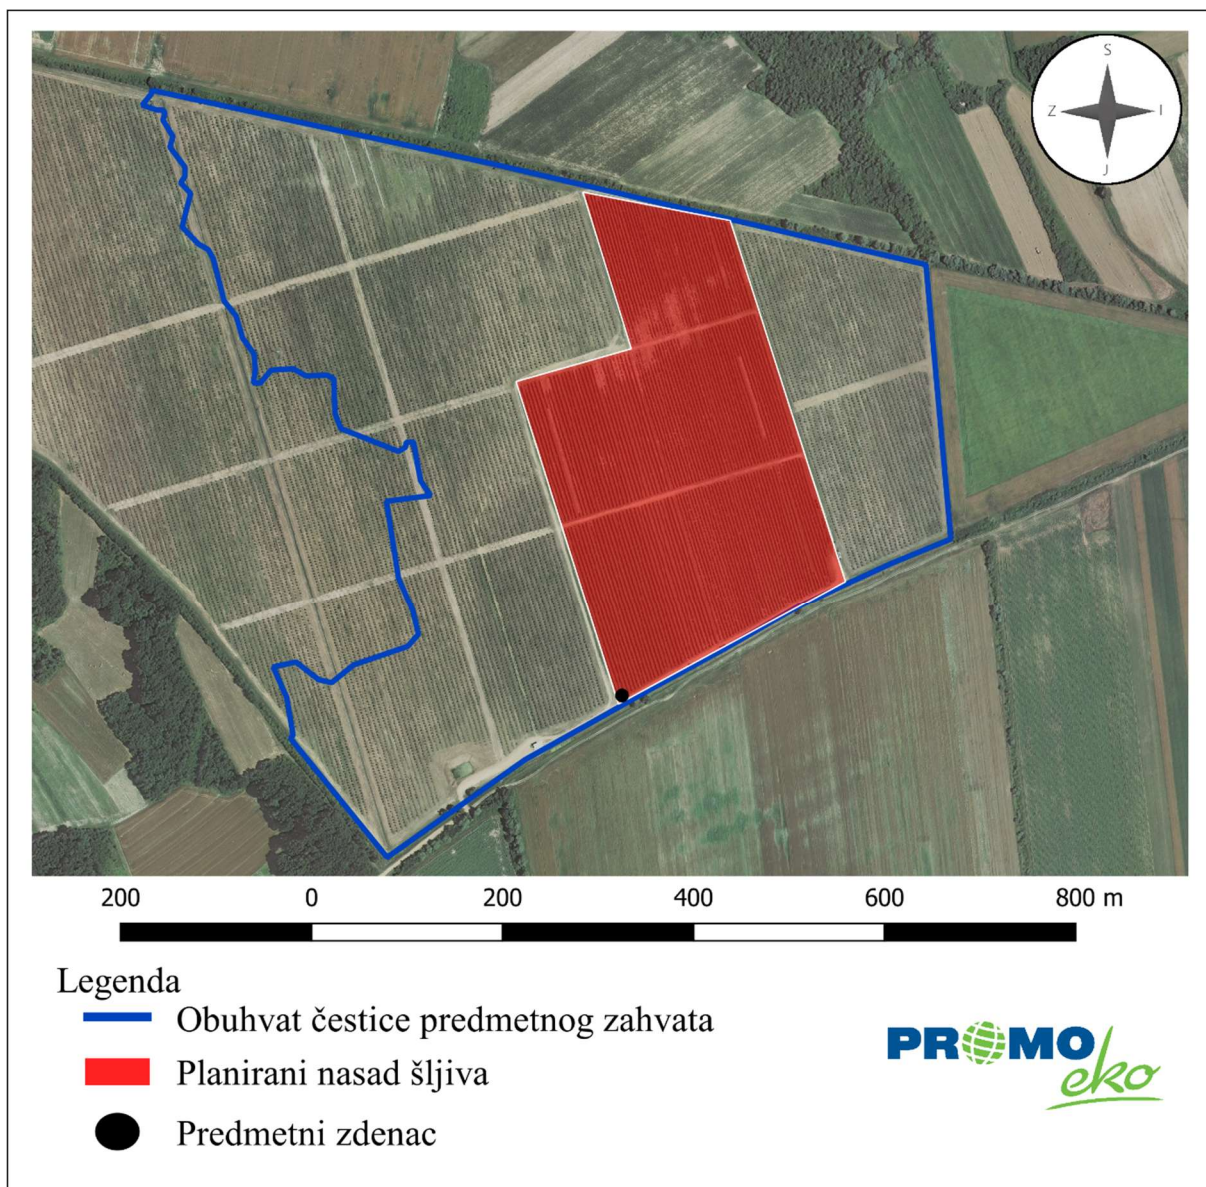 S
Z I
J
200 0 200 400 600 800 m
Legenda
Obuhvat čestice predmetnog zahvata
Planirani nasad šljiva
Predmetni zdenac
PROMO
eko